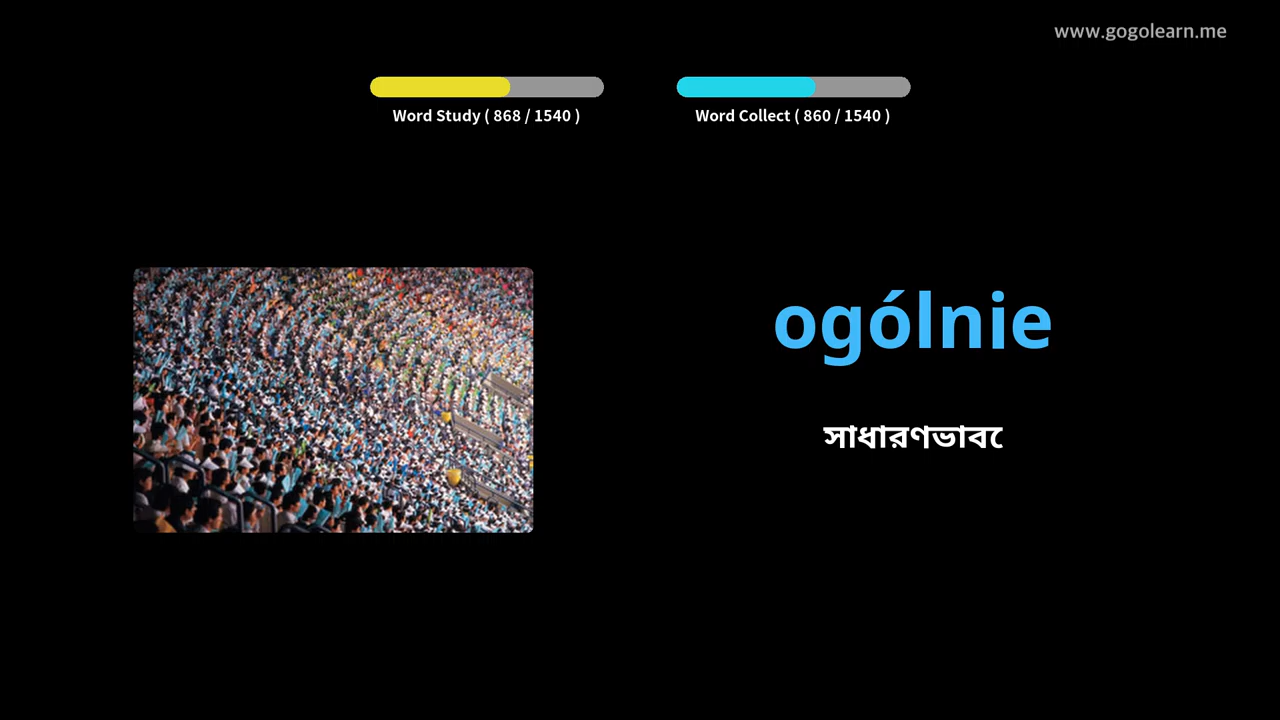 www.gogolearn.me
Word Study ( 868 / 1540 )
Word Collect ( 860 / 1540 )
ogólnie
সাধারণভাবে